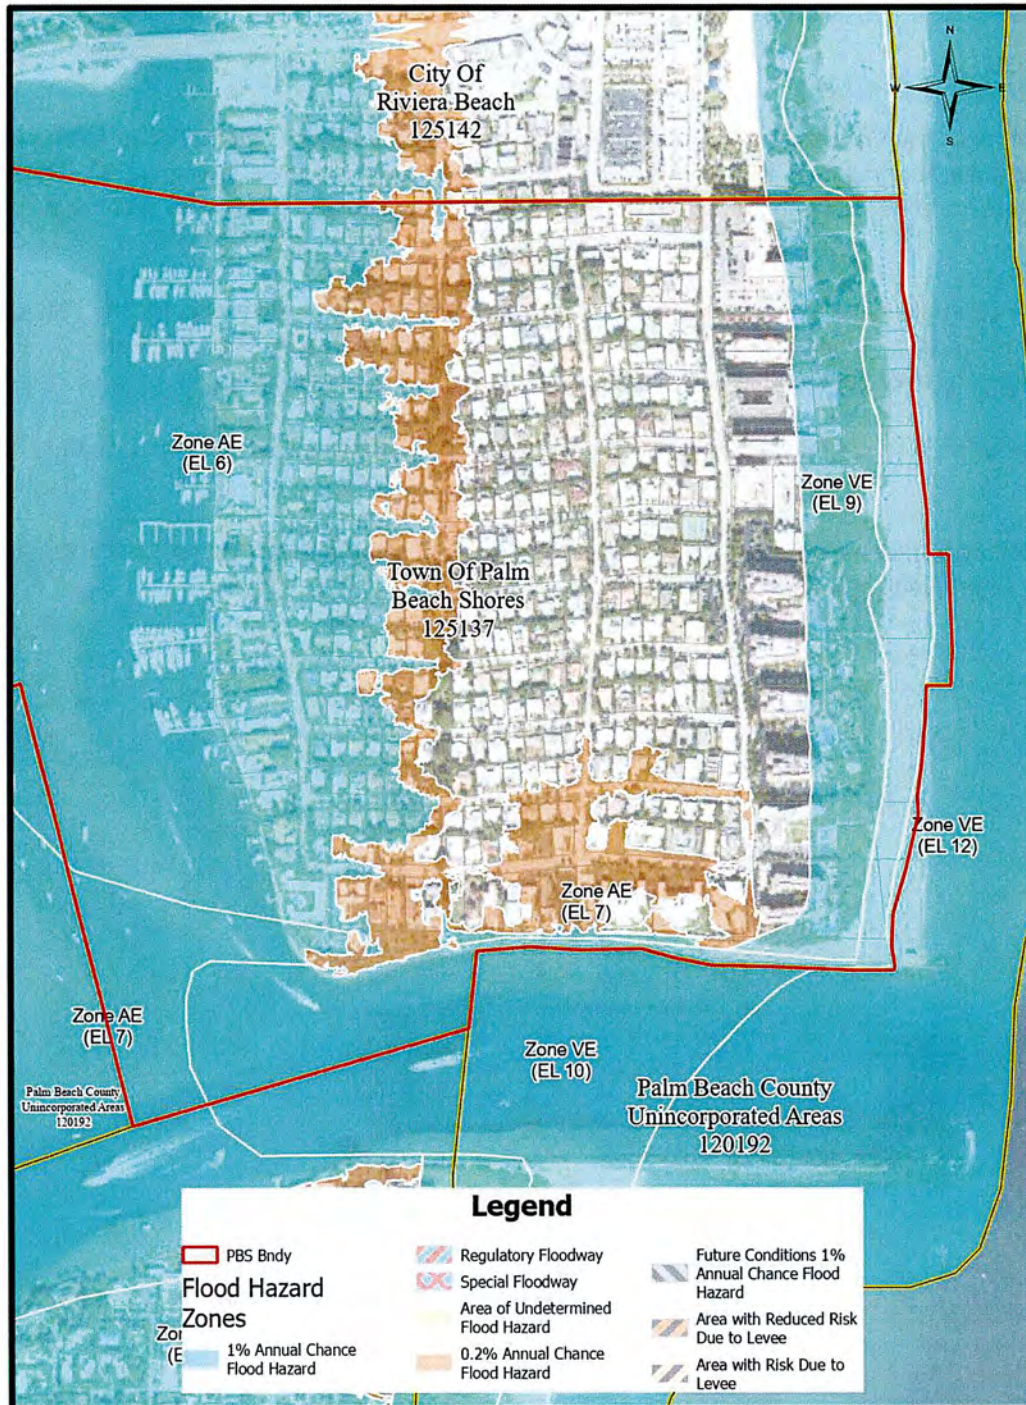 N
W E
S
City Of
Riviera Beach
125142
Zone AE
(EL 6)
Zone VE
(EL 9)
Town Of Palm
Beach Shores
125137
Zone VE
(EL 12)
Zone AE
(EL 7)
Zone AE
(EL 7)
Zone VE
(EL 10)
Palm Beach County
Unincorporated Areas
120192
Palm Beach County
Unincorporated Areas
120192
Legend
PBS Bndy
Flood Hazard
Zones
1% Annual Chance
Flood Hazard
Regulatory Floodway
Special Floodway
Area of Undetermined
Flood Hazard
0.2% Annual Chance
Flood Hazard
Future Conditions 1%
Annual Chance Flood
Hazard
Area with Reduced Risk
Due to Levee
Area with Risk Due to
Levee